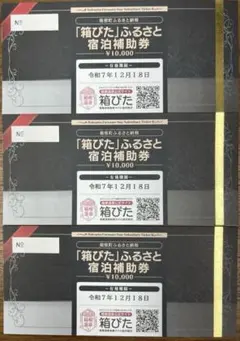 No
箱根町ふるさと納税
「箱ぴた」ふるさと
宿泊補助券
¥10,000
～有効期限～
令和7年12月18日
箱ぴた
No
箱根町ふるさと納税
「箱ぴた」ふるさと
宿泊補助券
¥10,000
～有効期限～
令和7年12月18日
箱ぴた
No
箱根町ふるさと納税
「箱ぴた」ふるさと
宿泊補助券
¥10,000
～有効期限～
令和7年12月18日
箱ぴた